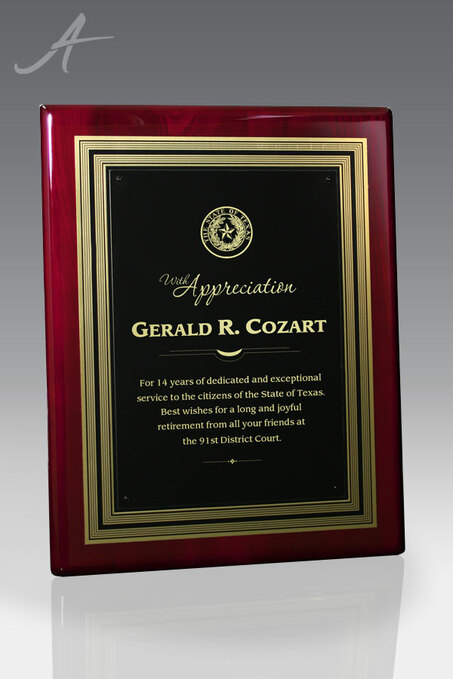 A
THE STATE OF TEXAS
With
Appreciation
GERALD R. COZART
For 14 years of dedicated and exceptional
service to the citizens of the State of Texas.
Best wishes for a long and joyful
retirement from all your friends at
the 91st District Court.